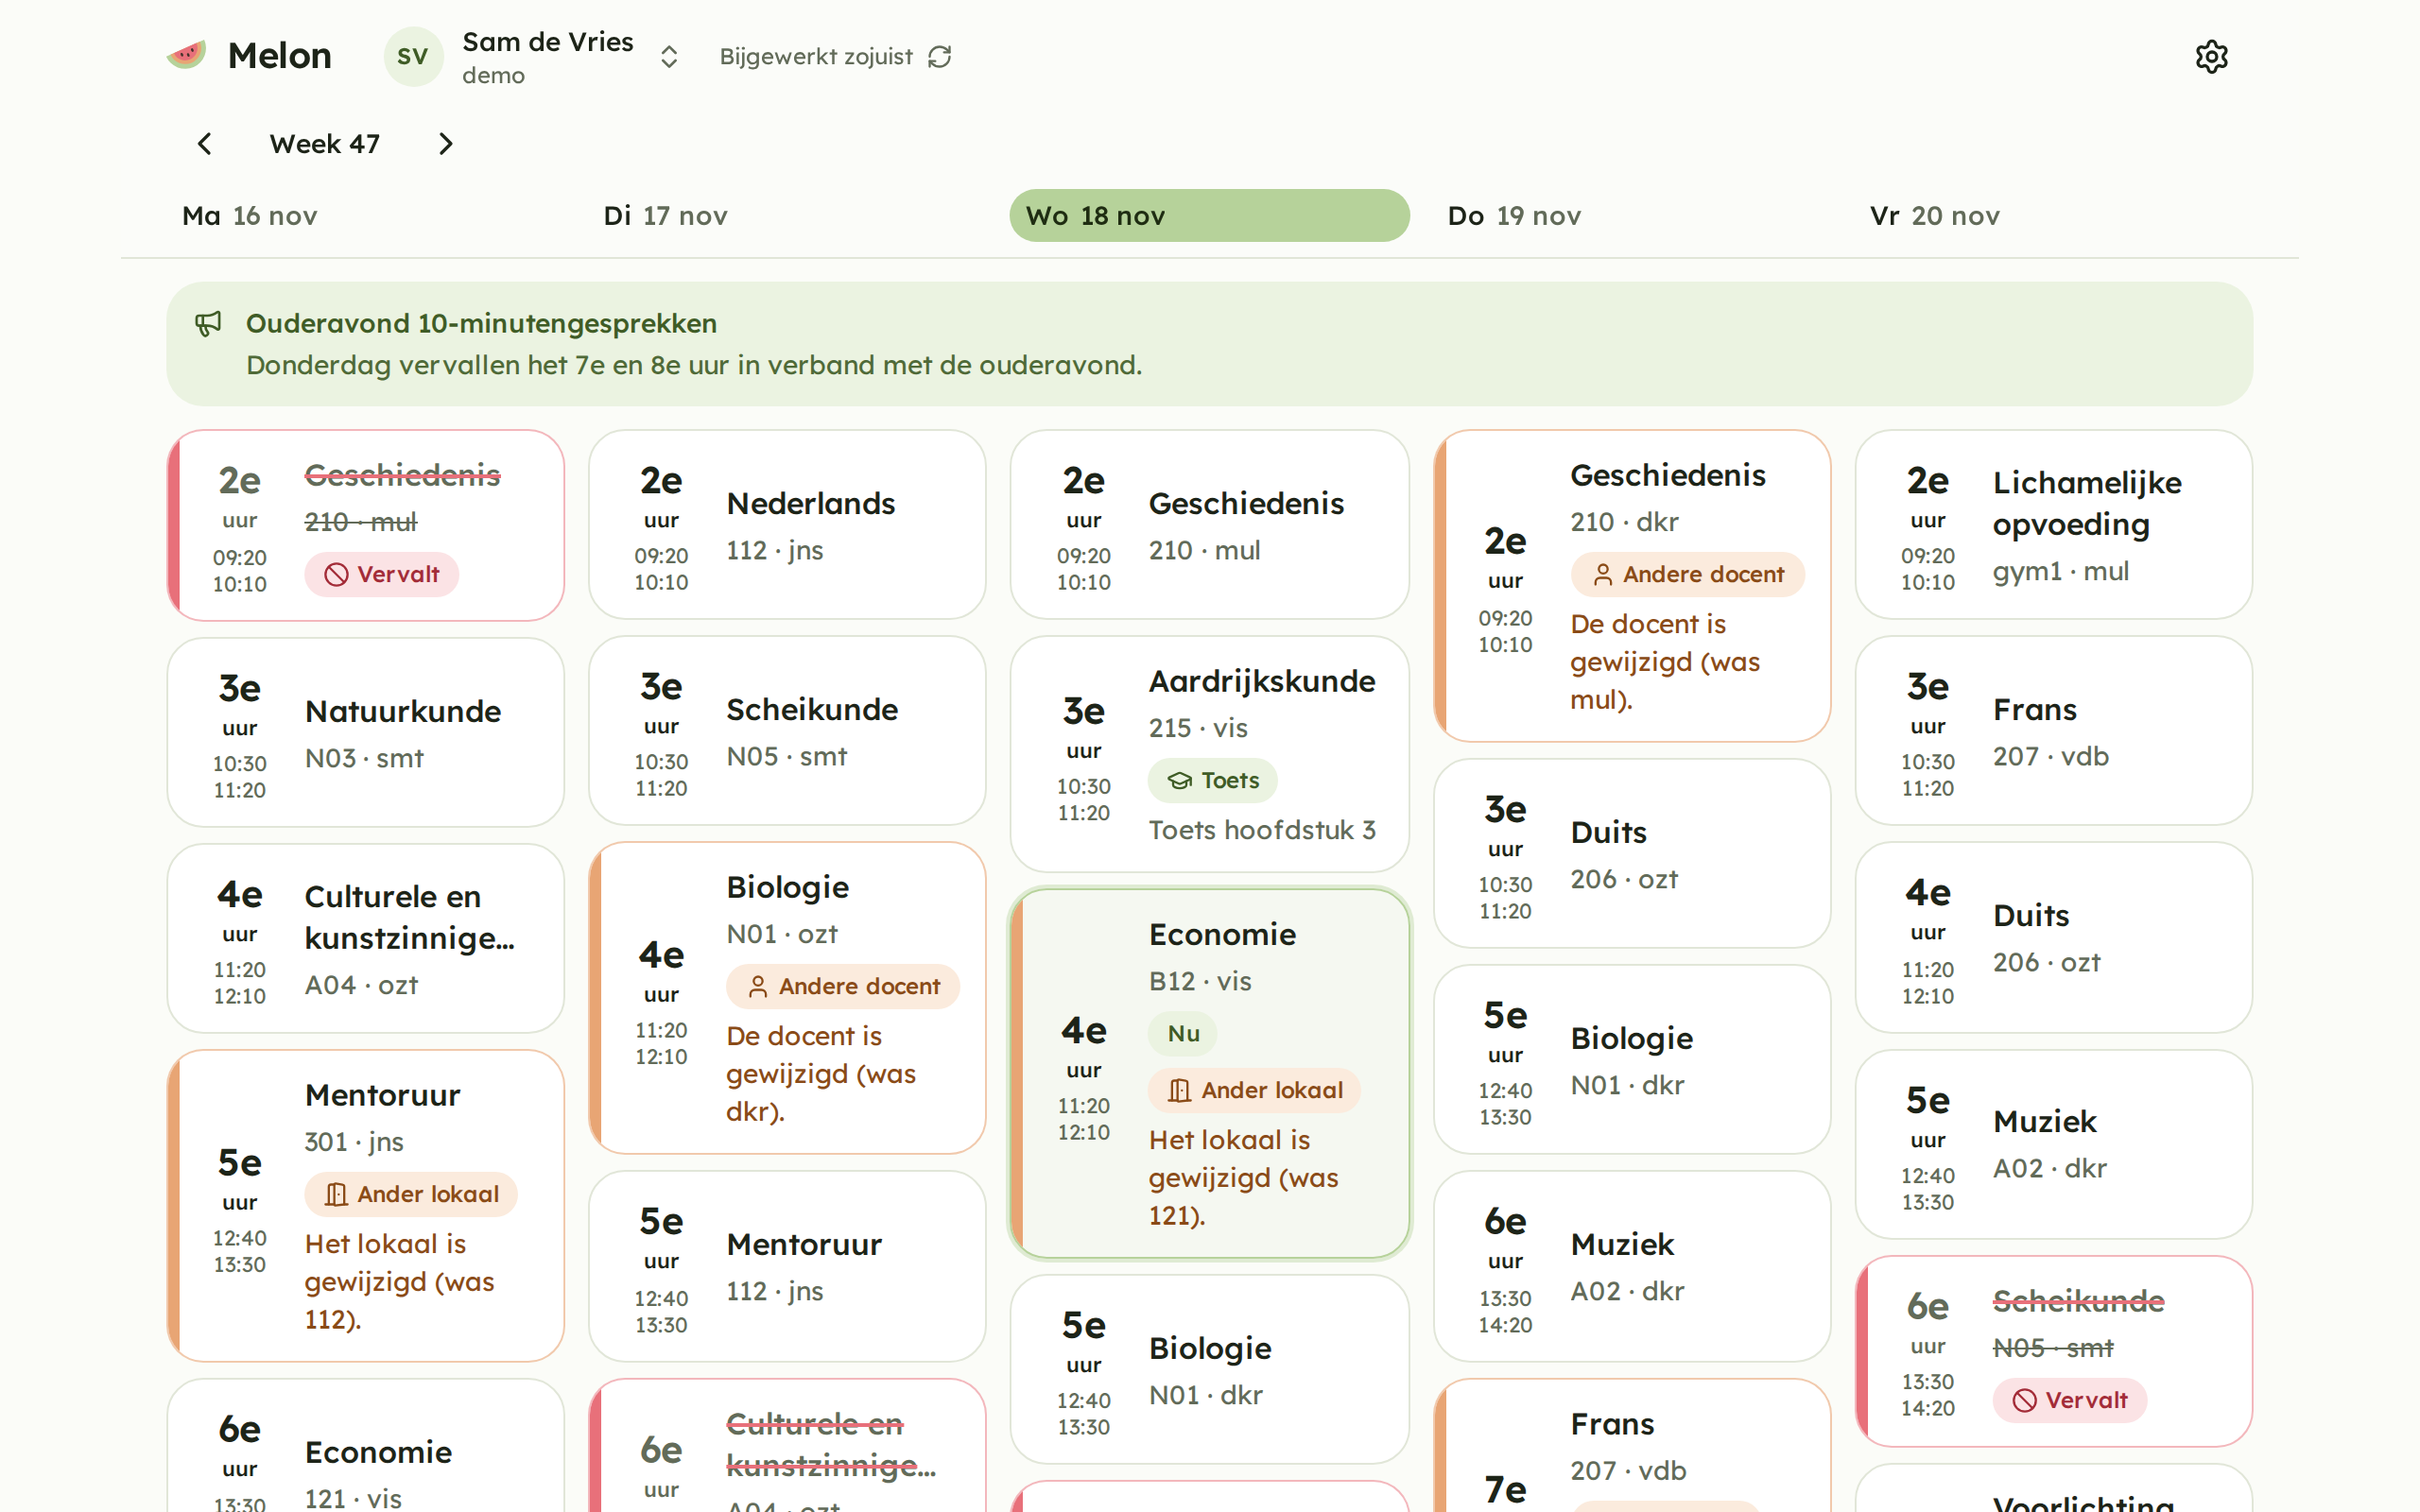 Melon
SV
Sam de Vries
demo
Bijgewerkt zojuist
Week 47
Ma 16 nov
Di 17 nov
Wo 18 nov
Do 19 nov
Vr 20 nov
Ouderavond 10-minutengesprekken
Donderdag vervallen het 7e en 8e uur in verband met de ouderavond.
2e
uur
09:20
10:10
Geschiedenis
210 · mul
Vervalt
3e
uur
10:30
11:20
Natuurkunde
N03 · smt
4e
uur
11:20
12:10
Culturele en
kunstzinnige...
A04 · ozt
5e
uur
12:40
13:30
Mentoruur
301 · jns
Ander lokaal
Het lokaal is
gewijzigd (was
112).
6e
uur
13:30
Economie
121 · vis
2e
uur
09:20
10:10
Nederlands
112 · jns
3e
uur
10:30
11:20
Scheikunde
N05 · smt
4e
uur
11:20
12:10
Biologie
N01 · ozt
Andere docent
De docent is
gewijzigd (was
dkr).
5e
uur
12:40
13:30
Mentoruur
112 · jns
6e
uur
Culturele en
kunstzinnige...
A04 · ozt
2e
uur
09:20
10:10
Geschiedenis
210 · mul
3e
uur
10:30
11:20
Aardrijkskunde
215 · vis
Toets
Toets hoofdstuk 3
4e
uur
11:20
12:10
Economie
B12 · vis
Nu
Ander lokaal
Het lokaal is
gewijzigd (was
121).
5e
uur
12:40
13:30
Biologie
N01 · dkr
2e
uur
09:20
10:10
Geschiedenis
210 · dkr
Andere docent
De docent is
gewijzigd (was
mul).
3e
uur
10:30
11:20
Duits
206 · ozt
5e
uur
12:40
13:30
Biologie
N01 · dkr
6e
uur
13:30
14:20
Muziek
A02 · dkr
7e
Frans
207 · vdb
2e
uur
09:20
10:10
Lichamelijke
opvoeding
gym1 · mul
3e
uur
10:30
11:20
Frans
207 · vdb
4e
uur
11:20
12:10
Duits
206 · ozt
5e
uur
12:40
13:30
Muziek
A02 · dkr
6e
uur
13:30
14:20
Scheikunde
N05 · smt
Vervalt
Voorlichting